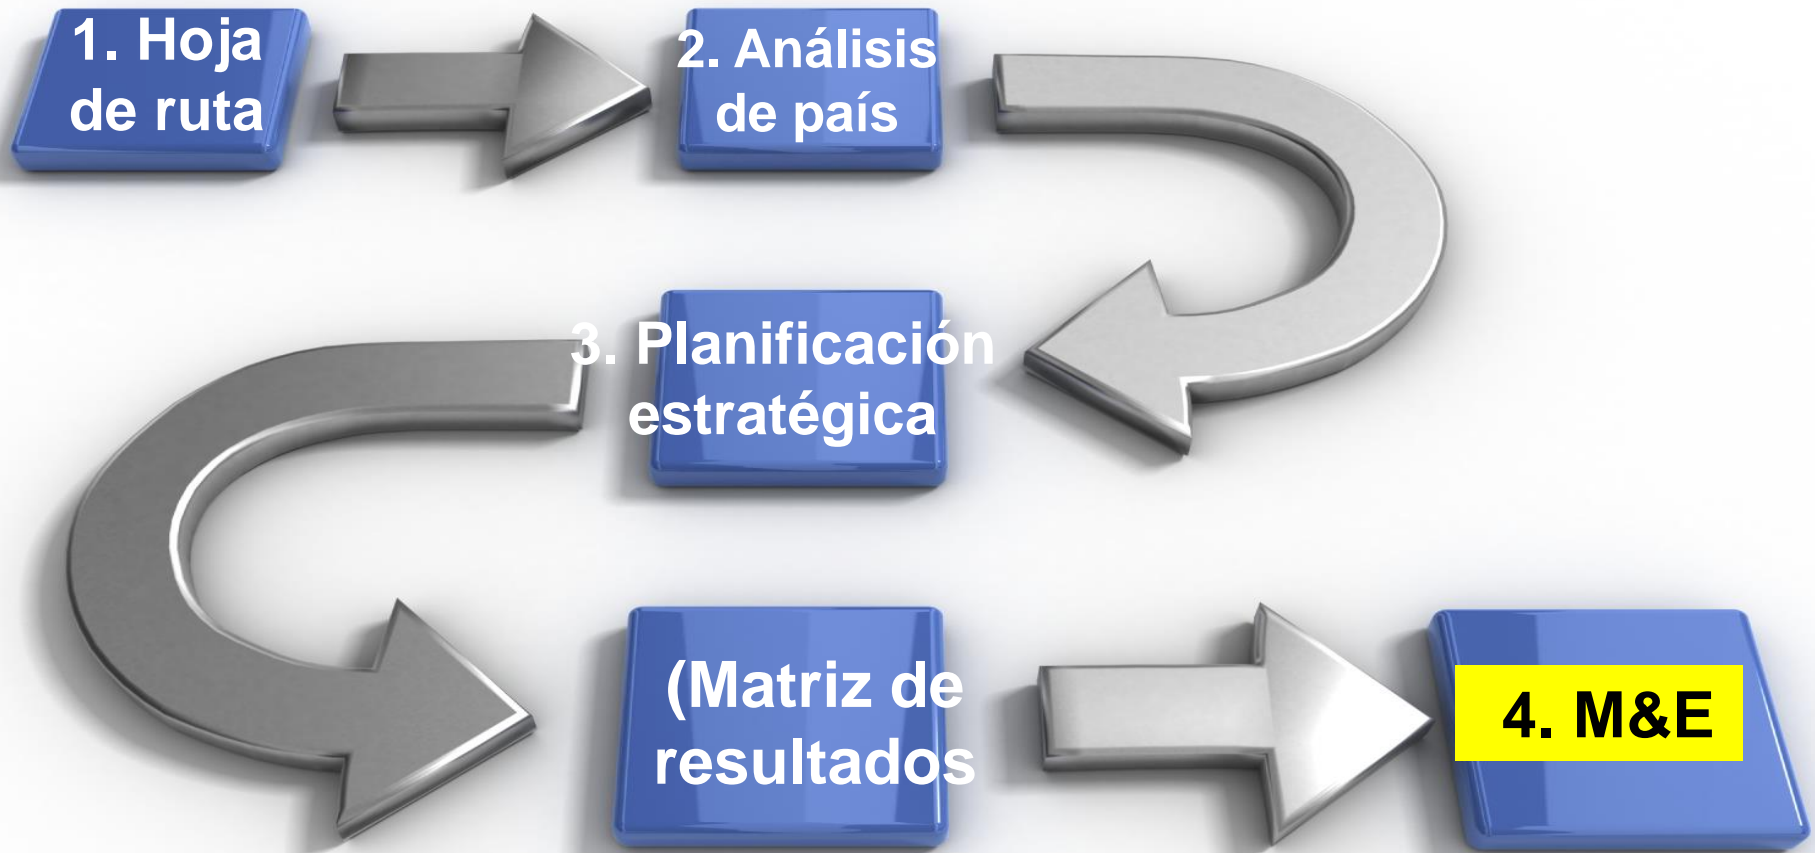 1. Hoja
de ruta
2. Análisis
de país
3. Planificación
estratégica
(Matriz de
resultados
4. M&E